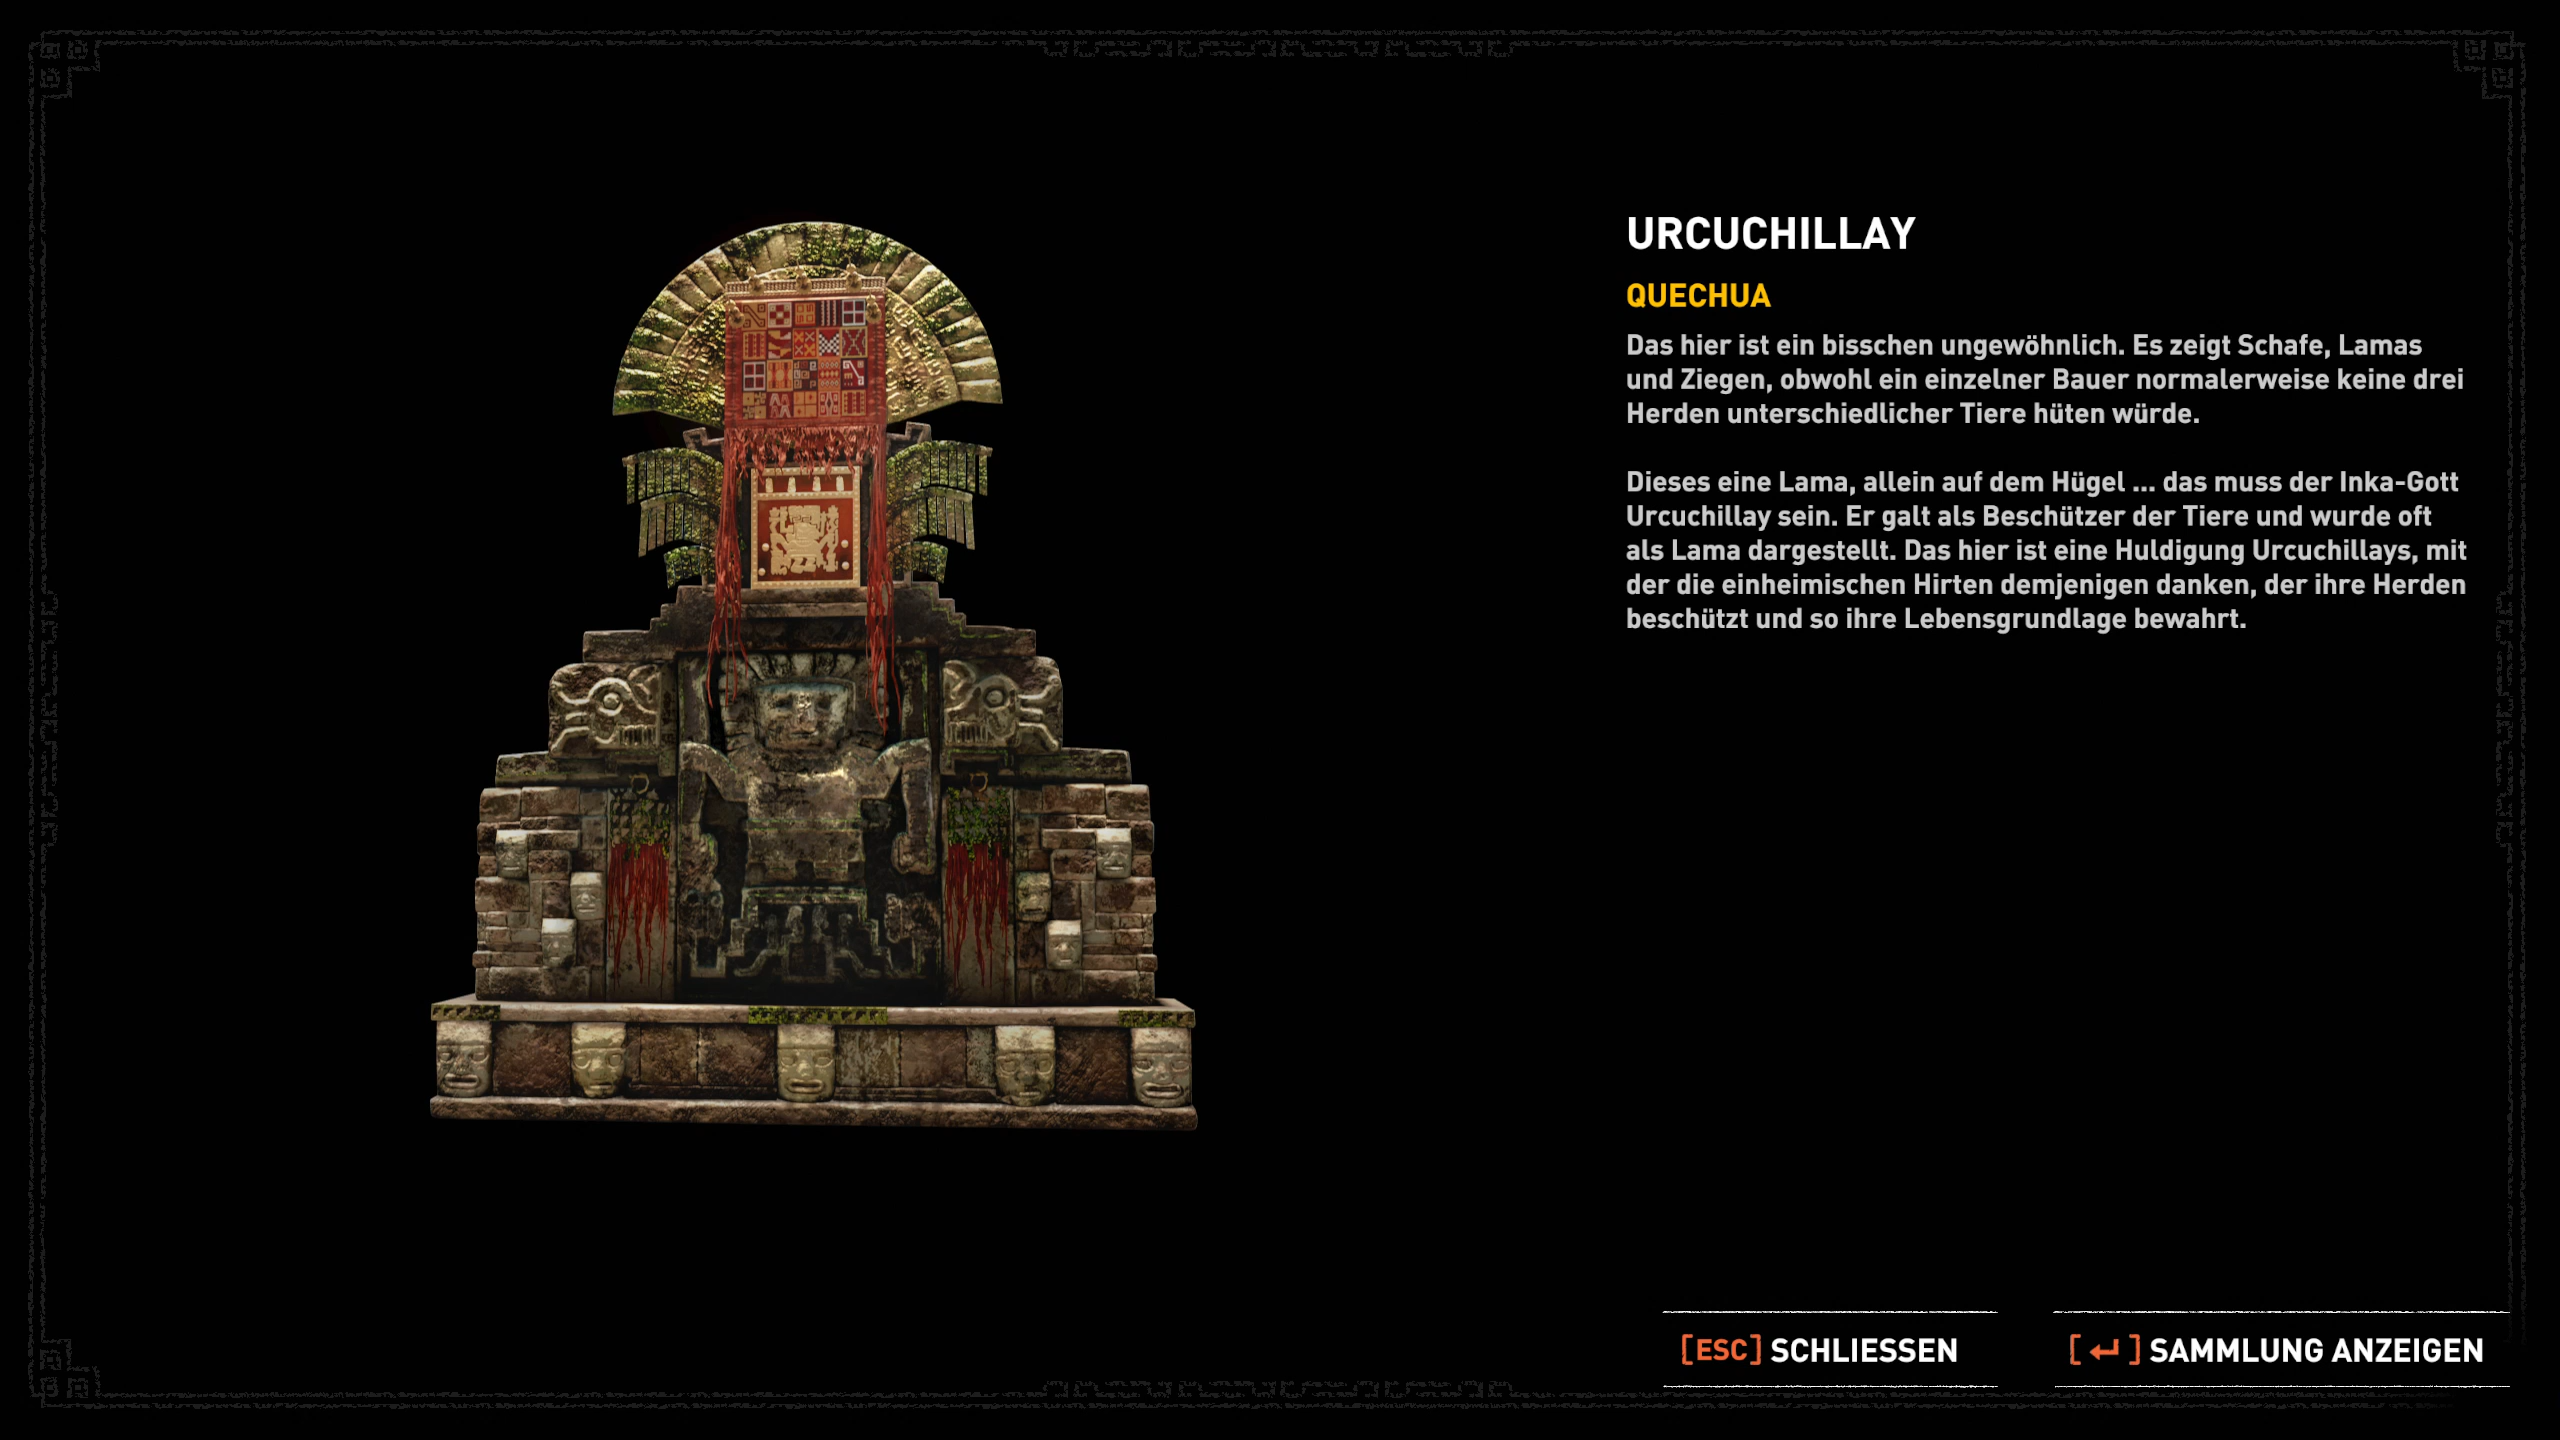 URCUCHILLAY
QUECHUA
Das hier ist ein bisschen ungewöhnlich. Es zeigt Schafe, Lamas
und Ziegen, obwohl ein einzelner Bauer normalerweise keine drei
Herden unterschiedlicher Tiere hüten würde.
Dieses eine Lama, allein auf dem Hügel ... das muss der Inka-Gott
Urcuchillay sein. Er galt als Beschützer der Tiere und wurde oft
als Lama dargestellt. Das hier ist eine Huldigung Urcuchillays, mit
der die einheimischen Hirten demjenigen danken, der ihre Herden
beschützt und so ihre Lebensgrundlage bewahrt.
[ESC] SCHLIESSEN
[↵] SAMMLUNG ANZEIGEN